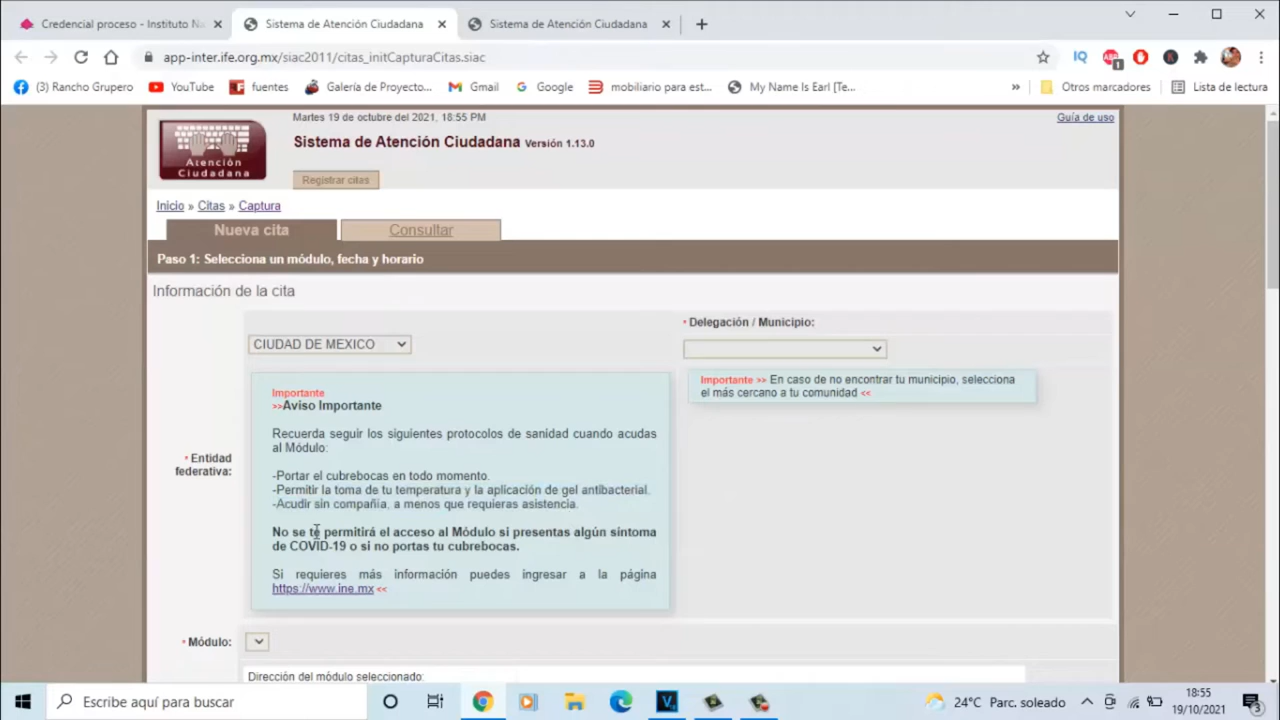 Credencial proceso - Instituto Na
Sistema de Atención Ciudadana
Sistema de Atención Ciudadana
app-inter.ife.org.mx/siac2011/citas_initCapturaCitas.siac
IQ
ABP
1
K
(3) Rancho Grupero
YouTube
fuentes
Galería de Proyecto...
Gmail
Google
mobiliario para est...
My Name Is Earl [Te...
»
Otros marcadores
Lista de lectura
Martes 19 de octubre del 2021, 18:55 PM
Guía de uso
Sistema de Atención Ciudadana Versión 1.13.0
Atención
Ciudadana
Registrar citas
Inicio » Citas » Captura
Nueva cita
Consultar
Paso 1: Selecciona un módulo, fecha y horario
Información de la cita
* Delegación / Municipio:
CIUDAD DE MEXICO
Importante >> En caso de no encontrar tu municipio, selecciona
el más cercano a tu comunidad <<
Importante
>>Aviso Importante
Recuerda seguir los siguientes protocolos de sanidad cuando acudas
al Módulo:
* Entidad
federativa:
-Portar el cubrebocas en todo momento.
-Permitir la toma de tu temperatura y la aplicación de gel antibacterial.
-Acudir sin compañía, a menos que requieras asistencia.
No se te permitirá el acceso al Módulo si presentas algún síntoma
de COVID-19 o si no portas tu cubrebocas.
Si requieres más información puedes ingresar a la página
https://www.ine.mx <<
* Módulo:
Dirección del módulo seleccionado:
Escribe aquí para buscar
V
24°C Parc. soleado
18:55
19/10/2021
3